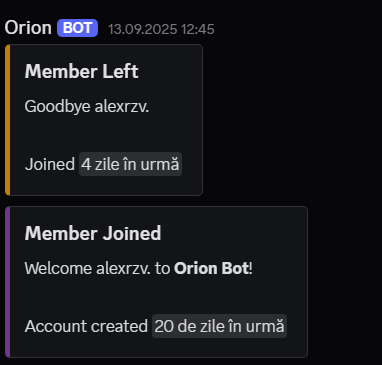 Orion BOT 13.09.2025 12:45
Member Left
Goodbye alexrzv.
Joined 4 zile în urmă
Member Joined
Welcome alexrzv. to Orion Bot!
Account created 20 de zile în urmă